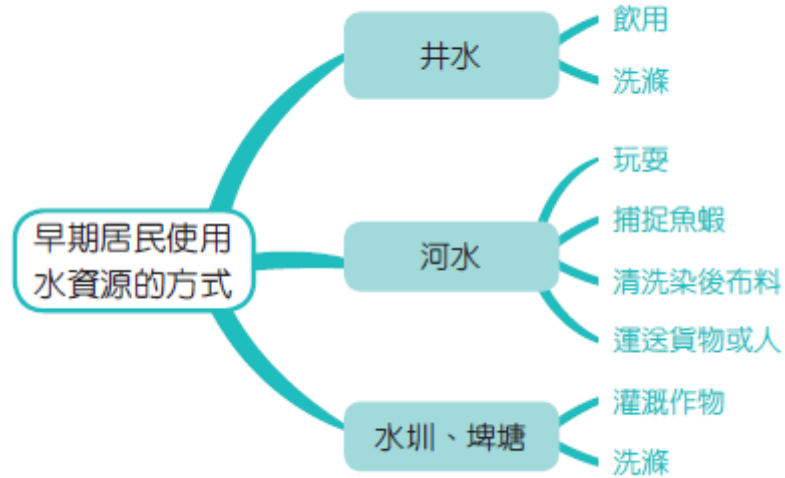 早期居民使用
水資源的方式
井水
飲用
洗滌
河水
玩耍
捕捉魚蝦
清洗染後布料
運送貨物或人
水圳、埤塘
灌溉作物
洗滌